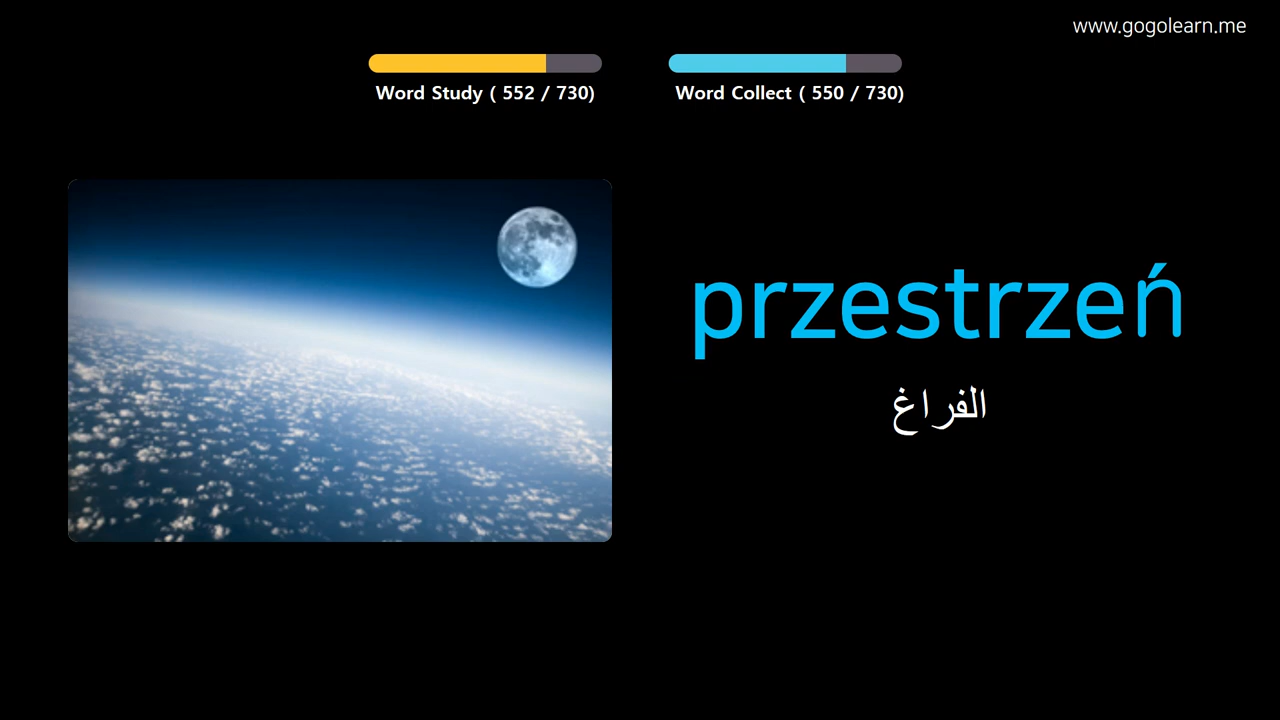 www.gogolearn.me
Word Study ( 552 / 730)
Word Collect ( 550 / 730)
przestrzeń
الفراغ